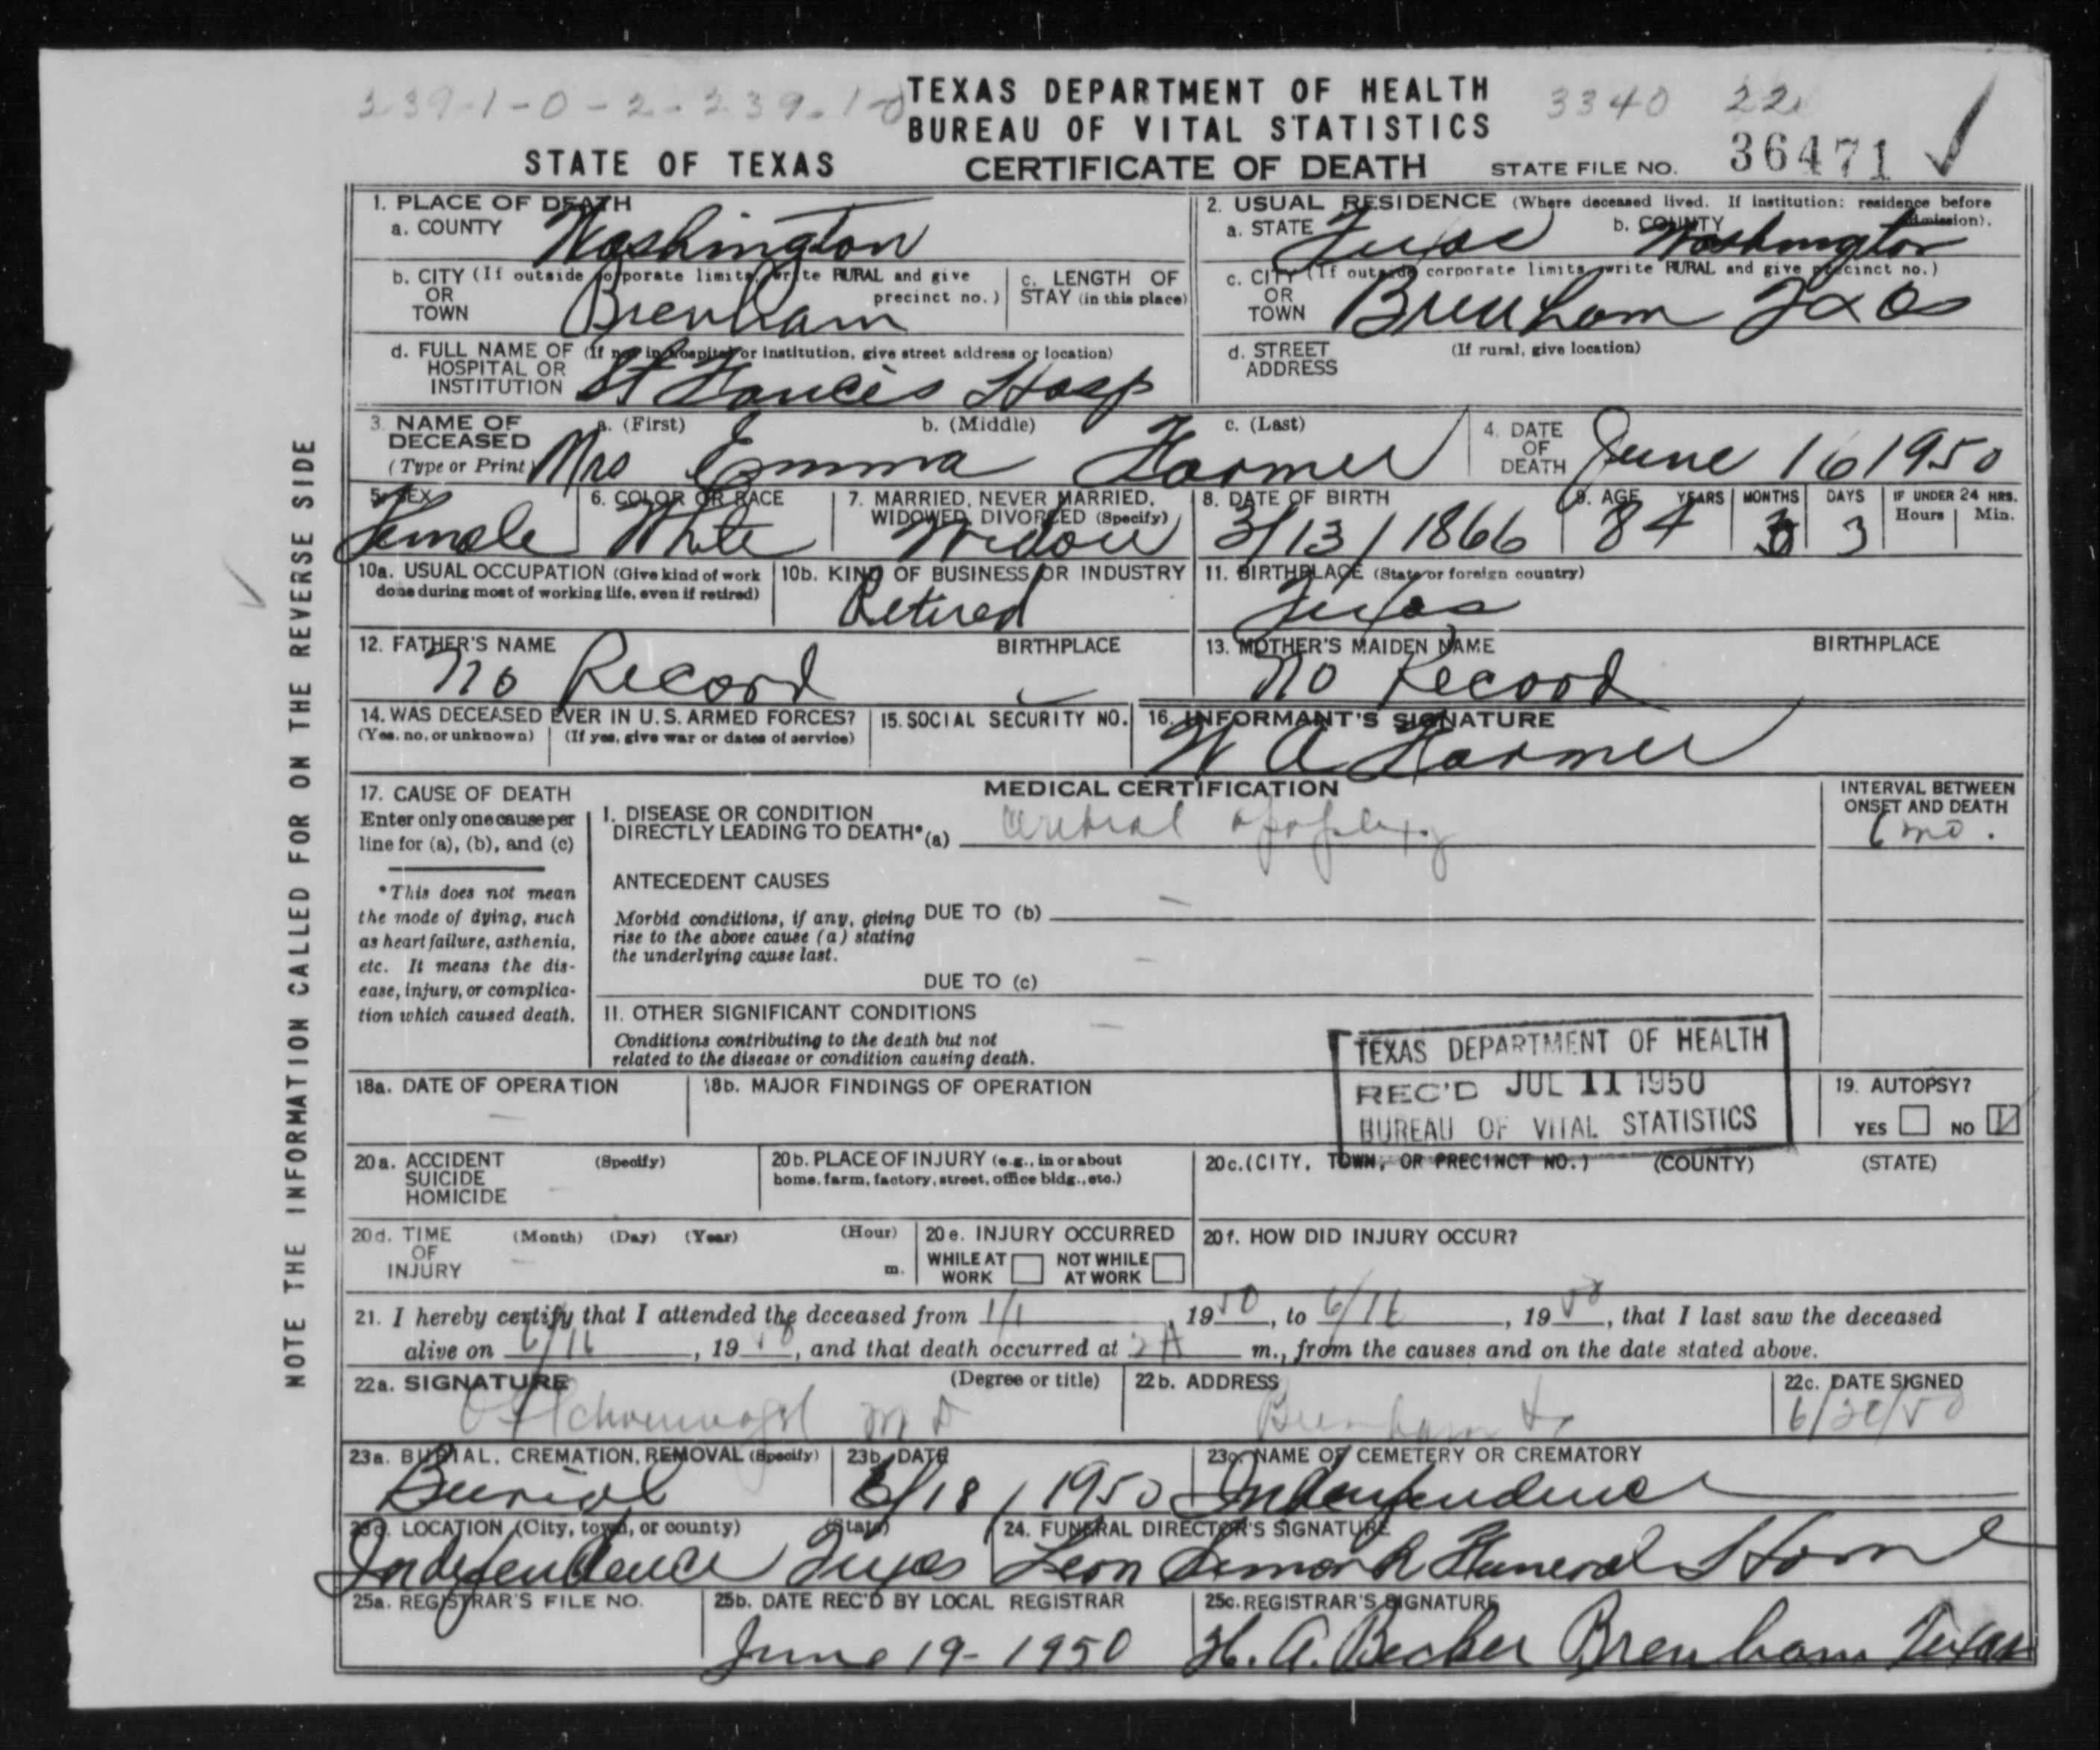 239-1-0-2-239.1-0 TEXAS DEPARTMENT OF HEALTH 3340 22
BUREAU OF VITAL STATISTICS
STATE OF TEXAS CERTIFICATE OF DEATH STATE FILE NO. 36471
1. PLACE OF DEATH
a. COUNTY Washington
2. USUAL RESIDENCE (Where deceased lived. If institution: residence before admission).
a. STATE Texas b. COUNTY Washington
b. CITY (If outside corporate limits, write RURAL and give precinct no.)
OR
TOWN Brenham
c. LENGTH OF
STAY (in this place)
c. CITY (If outside corporate limits, write RURAL and give precinct no.)
OR
TOWN Brenham Texas
d. FULL NAME OF (If not in hospital or institution, give street address or location)
HOSPITAL OR
INSTITUTION St Francis Hosp
d. STREET (If rural, give location)
ADDRESS
3. NAME OF a. (First) b. (Middle) c. (Last)
DECEASED
(Type or Print) Mrs Emma Farmer
4. DATE
OF
DEATH June 16 1950
5. SEX
Female
6. COLOR OR RACE
White
7. MARRIED, NEVER MARRIED,
WIDOWED, DIVORCED (Specify)
Widow
8. DATE OF BIRTH
3/13/1866
9. AGE YEARS MONTHS DAYS IF UNDER 24 HRS.
Hours Min.
84 3 3
10a. USUAL OCCUPATION (Give kind of work
done during most of working life, even if retired)
10b. KIND OF BUSINESS OR INDUSTRY
Retired
11. BIRTHPLACE (State or foreign country)
Texas
12. FATHER'S NAME BIRTHPLACE
No Record
13. MOTHER'S MAIDEN NAME BIRTHPLACE
No Record
14. WAS DECEASED EVER IN U.S. ARMED FORCES?
(Yes, no, or unknown) (If yes, give war or dates of service)
15. SOCIAL SECURITY NO.
16. INFORMANT'S SIGNATURE
W A Farmer
17. CAUSE OF DEATH
Enter only one cause per
line for (a), (b), and (c)
*This does not mean
the mode of dying, such
as heart failure, asthenia,
etc. It means the dis-
ease, injury, or complica-
tion which caused death.
MEDICAL CERTIFICATION
I. DISEASE OR CONDITION
DIRECTLY LEADING TO DEATH*(a) Cerebral apoplexy
ANTECEDENT CAUSES
Morbid conditions, if any, giving DUE TO (b) —
rise to the above cause (a) stating
the underlying cause last. —
DUE TO (c)
II. OTHER SIGNIFICANT CONDITIONS —
Conditions contributing to the death but not
related to the disease or condition causing death.
INTERVAL BETWEEN
ONSET AND DEATH
6 mo.
TEXAS DEPARTMENT OF HEALTH
REC'D JUL 11 1950
BUREAU OF VITAL STATISTICS
18a. DATE OF OPERATION
—
18b. MAJOR FINDINGS OF OPERATION
19. AUTOPSY?
YES NO
20a. ACCIDENT (Specify)
SUICIDE
HOMICIDE —
20b. PLACE OF INJURY (e.g., in or about
home, farm, factory, street, office bldg., etc.)
20c. (CITY, TOWN, OR PRECINCT NO.) (COUNTY) (STATE)
20d. TIME (Month) (Day) (Year) (Hour)
OF —
INJURY m.
20e. INJURY OCCURRED
WHILE AT NOT WHILE
WORK AT WORK
20f. HOW DID INJURY OCCUR?
21. I hereby certify that I attended the deceased from 1/1, 1950, to 6/16, 1950, that I last saw the deceased
alive on 6/16, 1950, and that death occurred at 2A m., from the causes and on the date stated above.
22a. SIGNATURE (Degree or title)
Schoenvogel M D
22b. ADDRESS
Brenham Tx
22c. DATE SIGNED
6/20/50
23a. BURIAL, CREMATION, REMOVAL (Specify)
Burial
23b. DATE
6/18/1950
23c. NAME OF CEMETERY OR CREMATORY
Independence
23d. LOCATION (City, town, or county) (State)
Independence Texas
24. FUNERAL DIRECTOR'S SIGNATURE
Leon Simank Funeral Home
25a. REGISTRAR'S FILE NO.
25b. DATE REC'D BY LOCAL REGISTRAR
June 19-1950
25c. REGISTRAR'S SIGNATURE
H. A. Becker Brenham Texas
NOTE THE INFORMATION CALLED FOR ON THE REVERSE SIDE